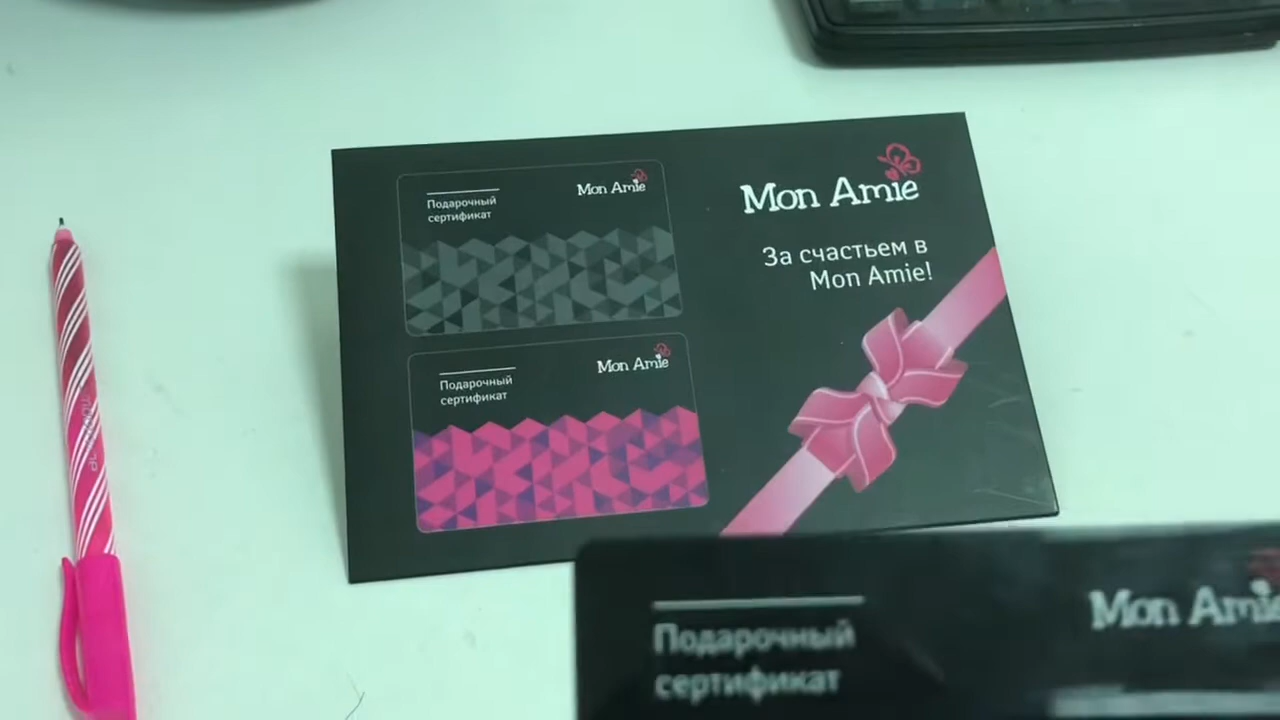 Подарочный
сертификат
Mon Amie
Подарочный
сертификат
Mon Amie
Mon Amie
За счастьем в
Mon Amie!
Подарочный
сертификат
Mon Amie